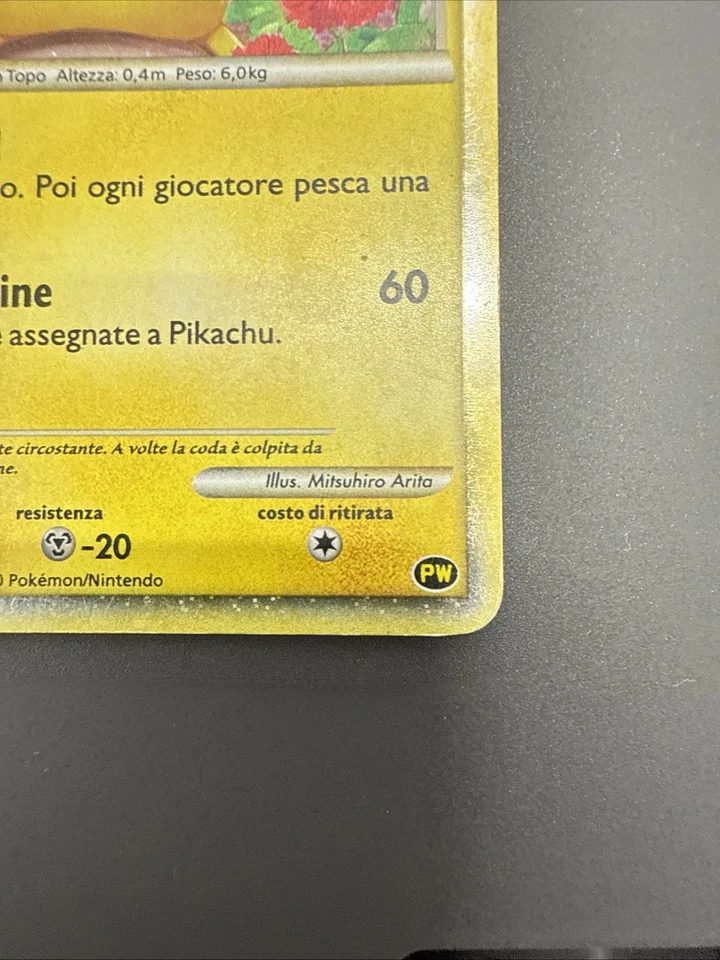 Topo Altezza: 0,4m Peso: 6,0kg
o. Poi ogni giocatore pesca una
ine 60
assegnate a Pikachu.
te circostante. A volte la coda è colpita da
ne.
Illus. Mitsuhiro Arita
resistenza costo di ritirata
-20
Pokémon/Nintendo
PW